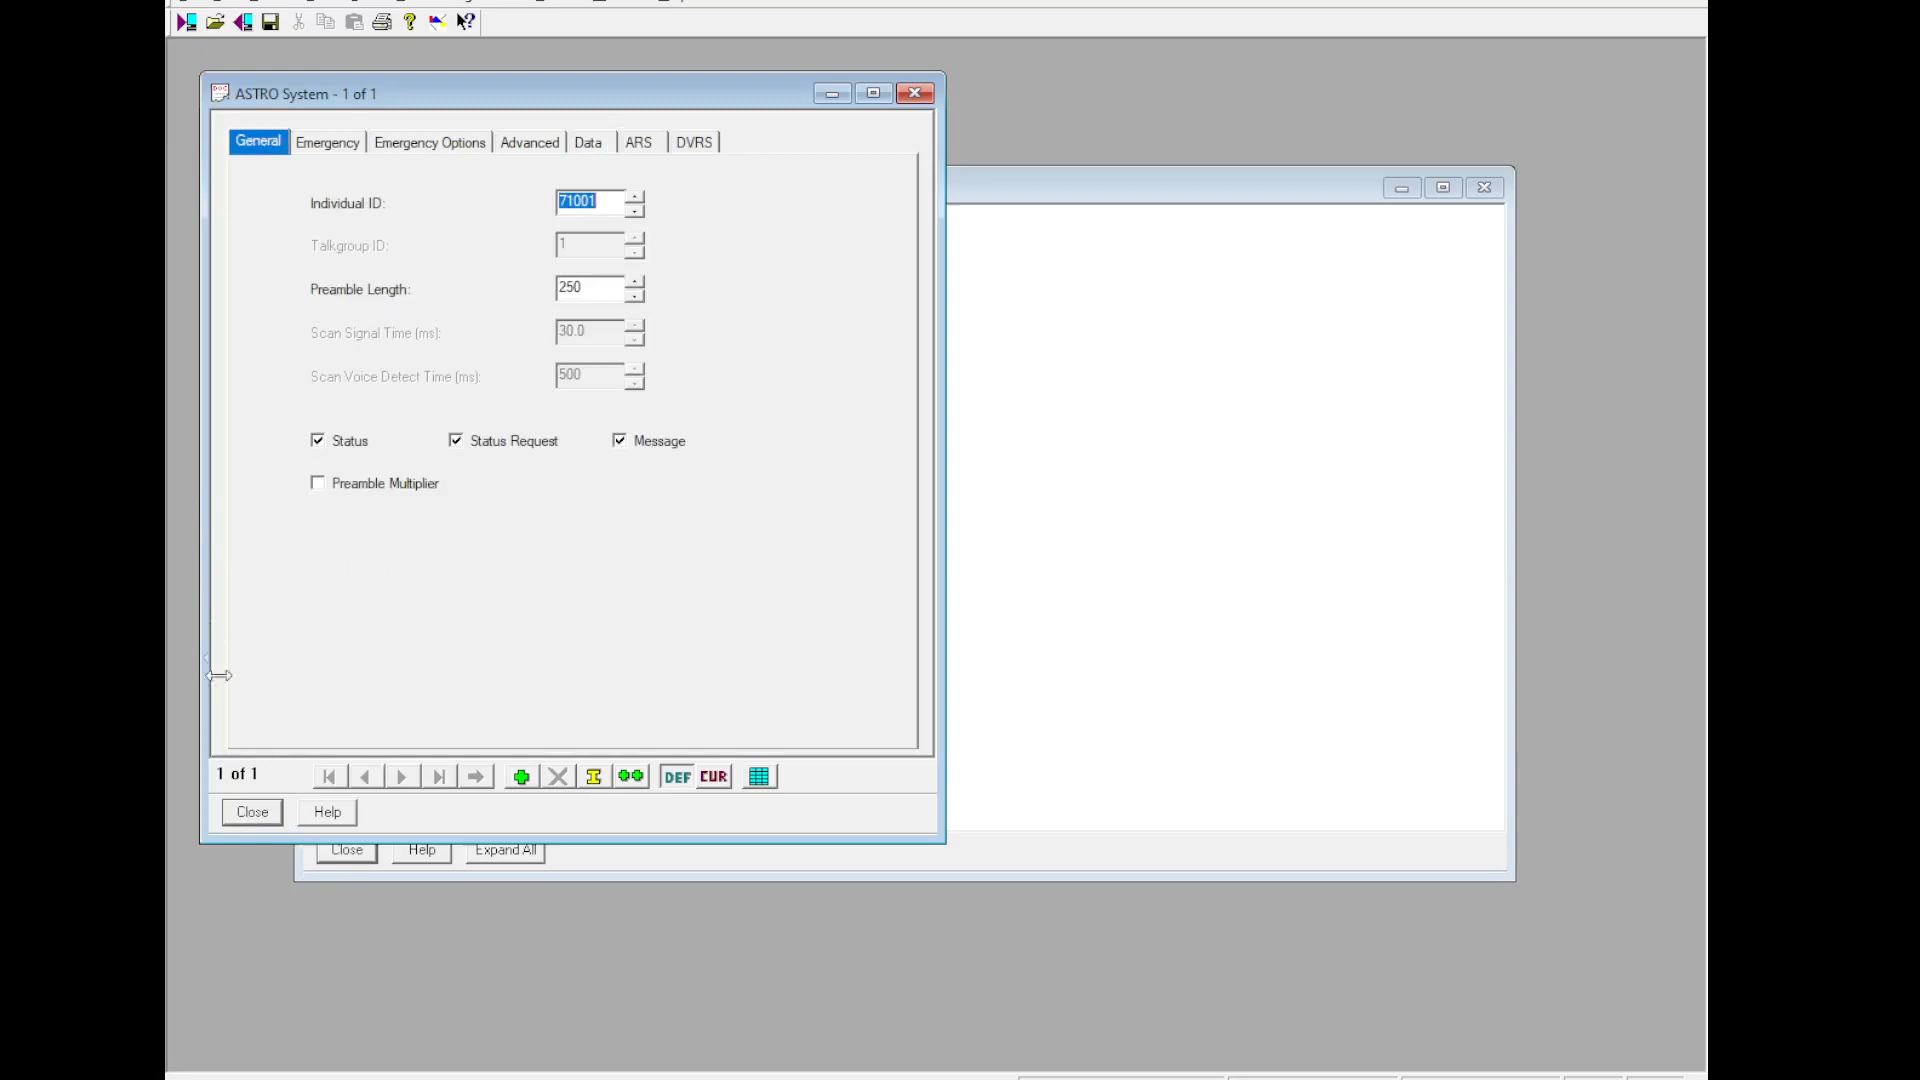 ASTRO System - 1 of 1
General Emergency Emergency Options Advanced Data ARS DVRS
Individual ID: 71001
Talkgroup ID: 1
Preamble Length: 250
Scan Signal Time (ms): 30.0
Scan Voice Detect Time (ms): 500
Status Status Request Message
Preamble Multiplier
1 of 1 DEF CUR
Close Help
Close Help Expand All